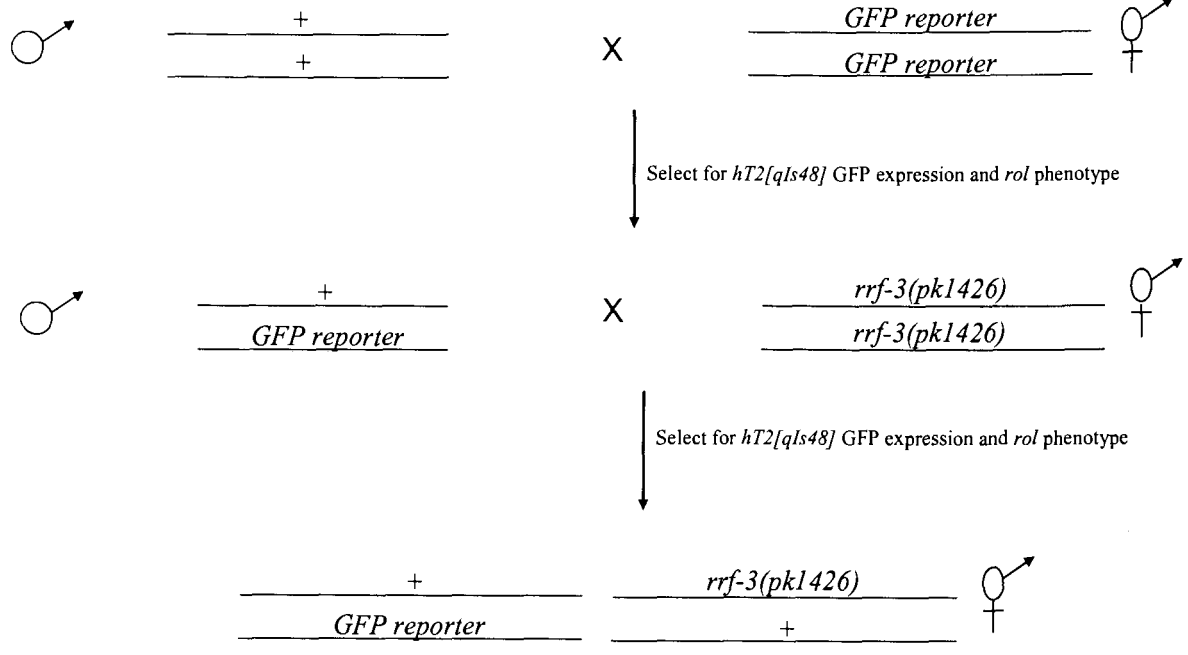 +
+
X
GFP reporter
GFP reporter
Select for hT2[qIs48] GFP expression and rol phenotype
+
GFP reporter
X
rrf-3(pk1426)
rrf-3(pk1426)
Select for hT2[qIs48] GFP expression and rol phenotype
+
rrf-3(pk1426)
GFP reporter
+